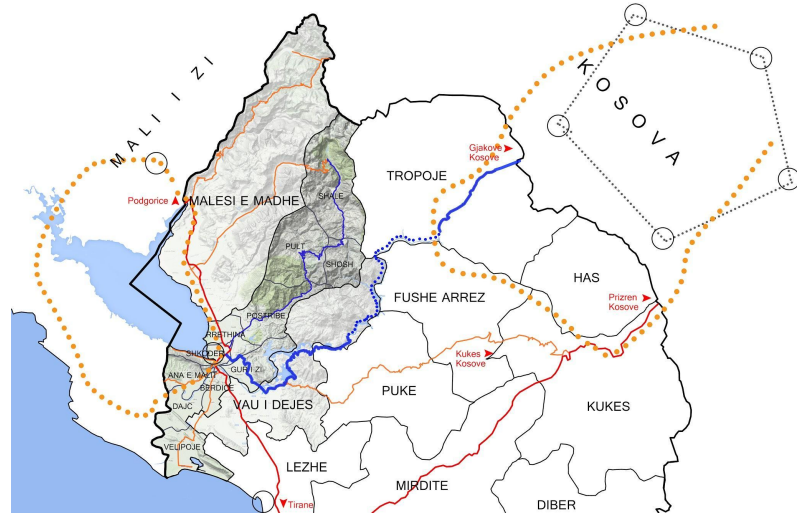 MALI I ZI
KOSOVA
Gjakove
Kosove
TROPOJE
Podgorice
MALESI E MADHE
SHALE
PULT
SHOSH
HAS
FUSHE ARREZ
Prizren
Kosove
POSTRIBE
RRETHINA
SHKODER
GURI I ZI
Kukes
Kosove
ANA E MALIT
BERDICE
PUKE
VAU I DEJES
DAJC
KUKES
VELIPOJE
LEZHE
MIRDITE
Tirane
DIBER